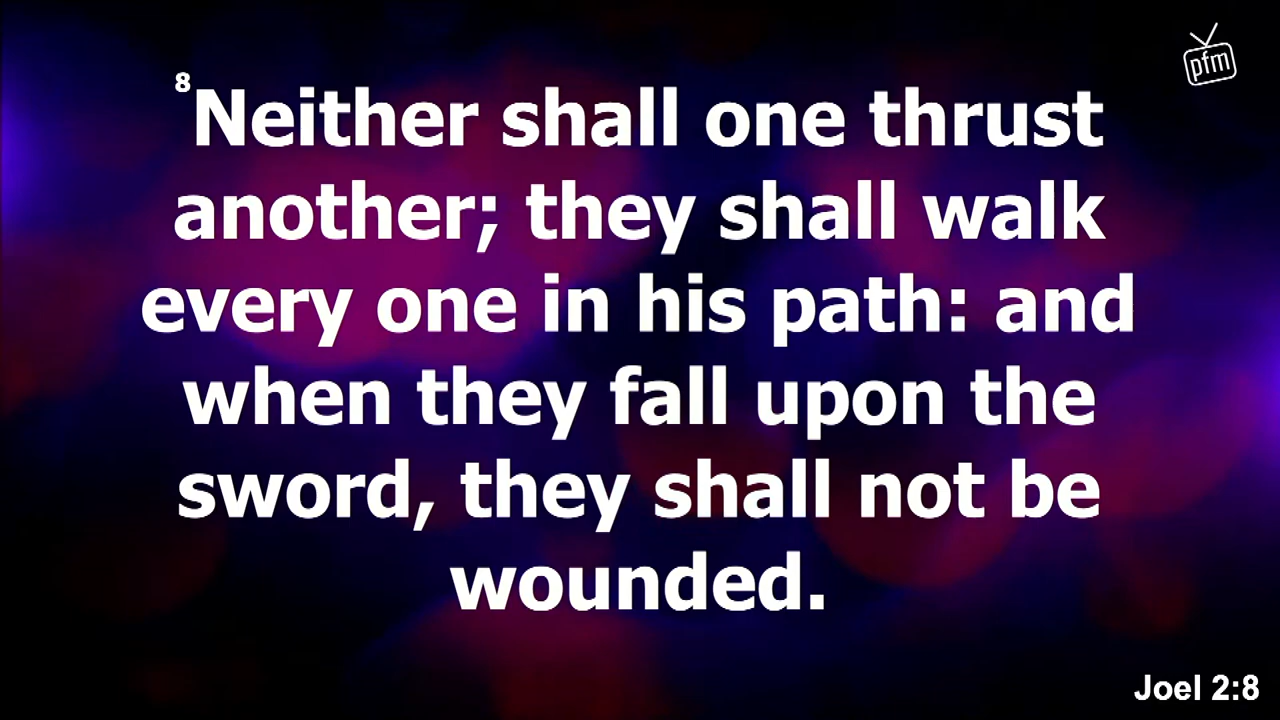 pfm
8Neither shall one thrust
another; they shall walk
every one in his path: and
when they fall upon the
sword, they shall not be
wounded.
Joel 2:8